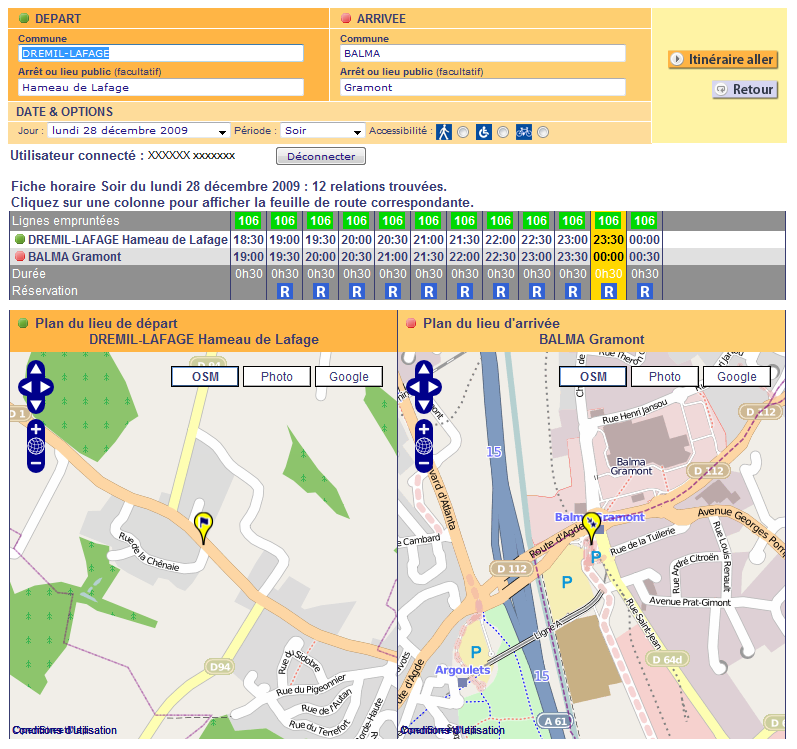 DEPART
ARRIVEE
Commune
DREMIL-LAFAGE
Commune
BALMA
Arrêt ou lieu public (facultatif)
Hameau de Lafage
Arrêt ou lieu public (facultatif)
Gramont
Itinéraire aller
Retour
DATE & OPTIONS
Jour : lundi 28 décembre 2009 Période : Soir Accessibilité :
Utilisateur connecté : XXXXXX xxxxxxx Déconnecter
Fiche horaire Soir du lundi 28 décembre 2009 : 12 relations trouvées.
Cliquez sur une colonne pour afficher la feuille de route correspondante.
Lignes empruntées 106 106 106 106 106 106 106 106 106 106 106 106
DREMIL-LAFAGE Hameau de Lafage 18:30 19:00 19:30 20:00 20:30 21:00 21:30 22:00 22:30 23:00 23:30 00:00
BALMA Gramont 19:00 19:30 20:00 20:30 21:00 21:30 22:00 22:30 23:00 23:30 00:00 00:30
Durée 0h30 0h30 0h30 0h30 0h30 0h30 0h30 0h30 0h30 0h30 0h30 0h30
Réservation R R R R R R R R R R R
Plan du lieu de départ
DREMIL-LAFAGE Hameau de Lafage
Plan du lieu d'arrivée
BALMA Gramont
OSM Photo Google
D 1
Rue de la Chênaie
D94
Rue du Sidobre
Rue du Pigeonnier
Rue de l'Autan
Rue du Terrefort
OSM Photo Google
Rue Henri Jansou
D 112
15
Balma
Gramont
D 112
Avenue Georges Pom
Route d'Agde
Rue de la Tuilerie
P
Cambard
D 112
P
Rue André Citroën
Rue Louis Renault
Avenue Prat-Gimont
Rue Saint-Jean
Ligne A
P
D 64d
Argoulets
15
A 61